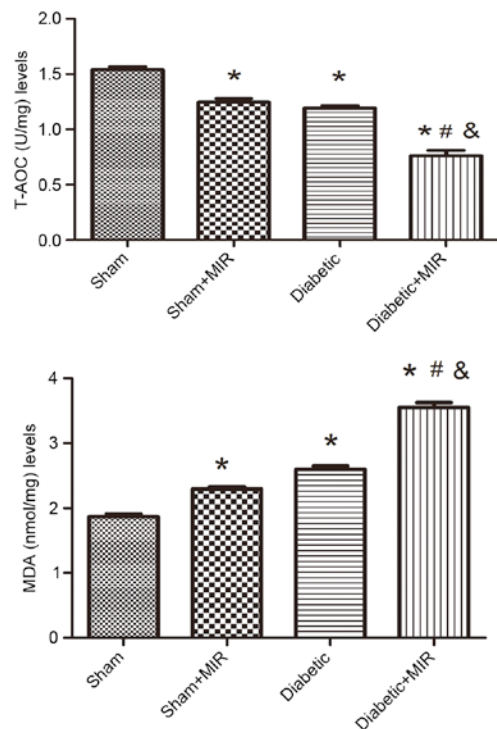 T-AOC (U/mg) levels
2.0
1.5
1.0
0.5
0.0
*
*
* # &
Sham
Sham+MIR
Diabetic
Diabetic+MIR
MDA (nmol/mg) levels
4
3
2
1
0
*
*
* # &
Sham
Sham+MIR
Diabetic
Diabetic+MIR